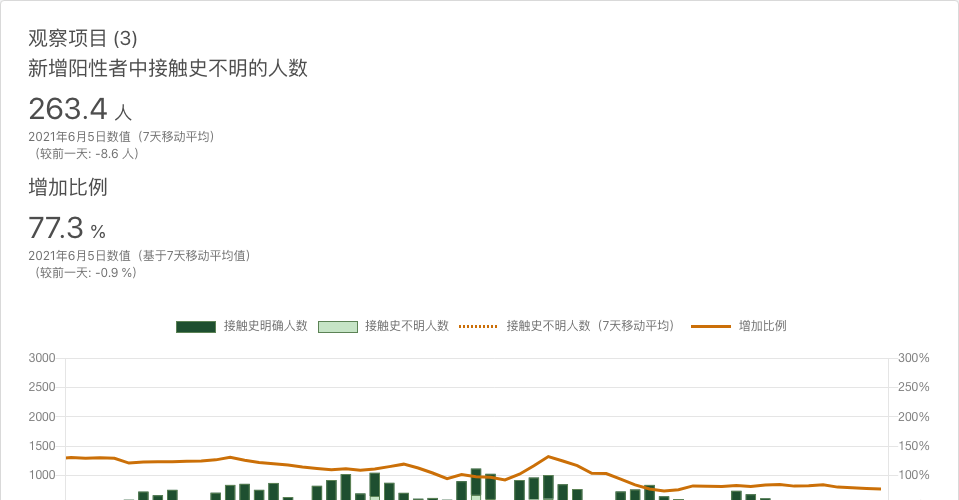 观察项目 (3)
新增阳性者中接触史不明的人数
263.4 人
2021年6月5日数值（7天移动平均）
（较前一天: -8.6 人）
增加比例
77.3 %
2021年6月5日数值（基于7天移动平均值）
（较前一天: -0.9 %）
接触史明确人数 接触史不明人数 接触史不明人数（7天移动平均） 增加比例
3000 300%
2500 250%
2000 200%
1500 150%
1000 100%